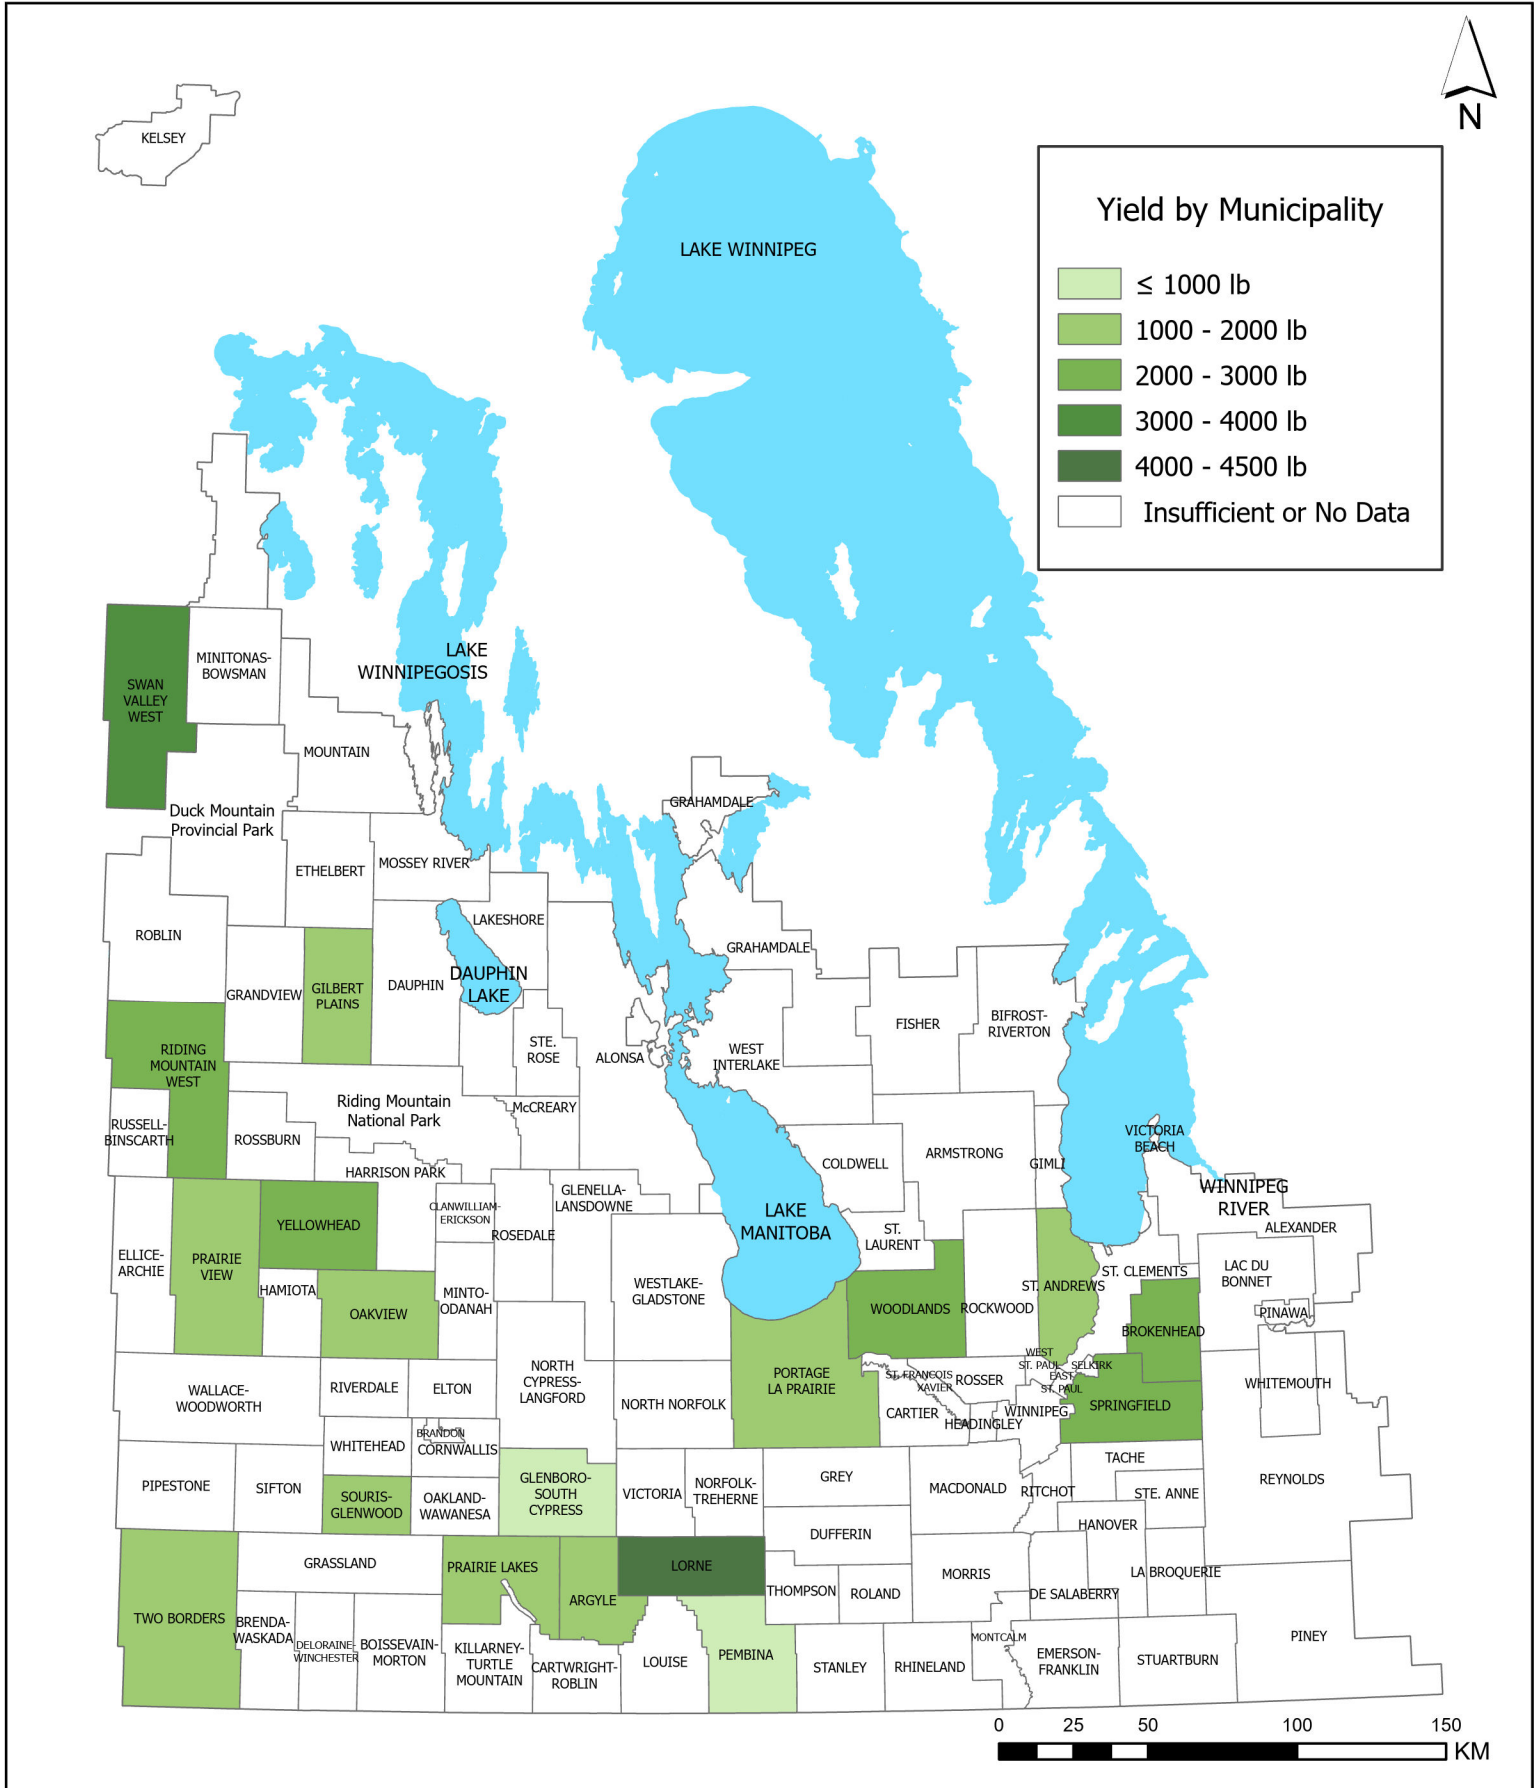 N
KELSEY
Yield by Municipality
≤ 1000 lb
1000 - 2000 lb
2000 - 3000 lb
3000 - 4000 lb
4000 - 4500 lb
Insufficient or No Data
LAKE WINNIPEG
LAKE
WINNIPEGOSIS
MINITONAS-
BOWSMAN
SWAN
VALLEY
WEST
MOUNTAIN
Duck Mountain
Provincial Park
GRAHAMDALE
ETHELBERT
MOSSEY RIVER
LAKESHORE
ROBLIN
GRAHAMDALE
DAUPHIN
LAKE
GRANDVIEW
GILBERT
PLAINS
DAUPHIN
FISHER
BIFROST-
RIVERTON
RIDING
MOUNTAIN
WEST
STE.
ROSE
ALONSA
WEST
INTERLAKE
Riding Mountain
National Park
McCREARY
RUSSELL-
BINSCARTH
ROSSBURN
VICTORIA
BEACH
HARRISON PARK
COLDWELL
ARMSTRONG
GIMLI
GLENELLA-
LANSDOWNE
WINNIPEG
RIVER
CLANWILLIAM-
ERICKSON
ROSEDALE
YELLOWHEAD
LAKE
MANITOBA
ST.
LAURENT
ALEXANDER
ELLICE-
ARCHIE
PRAIRIE
VIEW
HAMIOTA
OAKVIEW
MINTO-
ODANAH
WESTLAKE-
GLADSTONE
WOODLANDS
ROCKWOOD
ST. ANDREWS
ST. CLEMENTS
LAC DU
BONNET
PINAWA
BROKENHEAD
WALLACE-
WOODWORTH
RIVERDALE
ELTON
NORTH
CYPRESS-
LANGFORD
NORTH NORFOLK
PORTAGE
LA PRAIRIE
ST. FRANCOIS
XAVIER
ROSSER
WEST
ST. PAUL
SELKIRK
EAST
ST. PAUL
WHITEMOUTH
CARTIER
HEADINGLEY
WINNIPEG
SPRINGFIELD
WHITEHEAD
BRANDON
CORNWALLIS
TACHE
PIPESTONE
SIFTON
SOURIS-
GLENWOOD
OAKLAND-
WAWANESA
GLENBORO-
SOUTH
CYPRESS
VICTORIA
NORFOLK-
TREHERNE
GREY
MACDONALD
RITCHOT
STE. ANNE
REYNOLDS
DUFFERIN
HANOVER
GRASSLAND
PRAIRIE LAKES
ARGYLE
LORNE
THOMPSON
ROLAND
MORRIS
DE SALABERRY
LA BROQUERIE
TWO BORDERS
BRENDA-
WASKADA
DELORAINE-
WINCHESTER
BOISSEVAIN-
MORTON
KILLARNEY-
TURTLE
MOUNTAIN
CARTWRIGHT-
ROBLIN
LOUISE
PEMBINA
STANLEY
RHINELAND
MONTCALM
EMERSON-
FRANKLIN
STUARTBURN
PINEY
0 25 50 100 150
KM